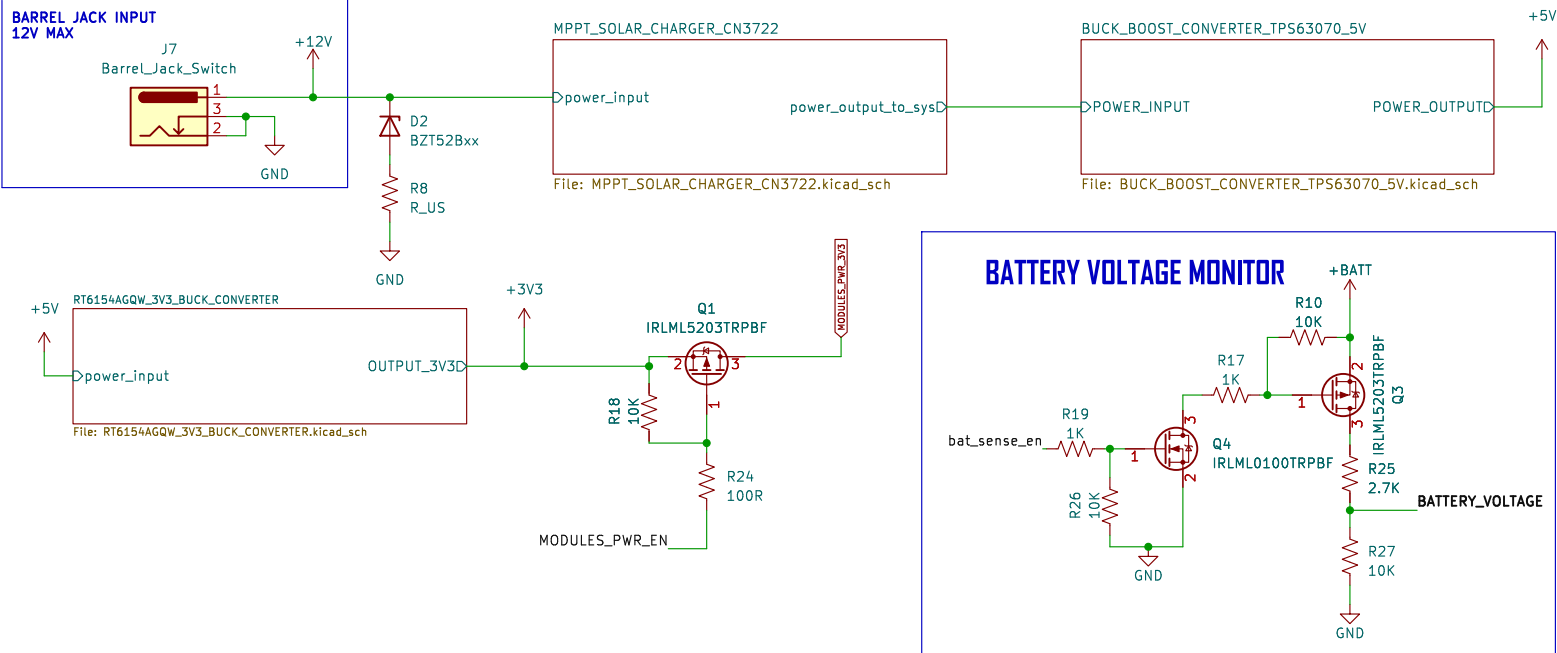 BARREL JACK INPUT
12V MAX
J7
Barrel_Jack_Switch
1
3
2
GND
+12V
D2
BZT52Bxx
R8
R_US
GND
MPPT_SOLAR_CHARGER_CN3722
power_input
power_output_to_sys
File: MPPT_SOLAR_CHARGER_CN3722.kicad_sch
BUCK_BOOST_CONVERTER_TPS63070_5V
POWER_INPUT
POWER_OUTPUT
File: BUCK_BOOST_CONVERTER_TPS63070_5V.kicad_sch
+5V
+5V
RT6154AGQW_3V3_BUCK_CONVERTER
power_input
OUTPUT_3V3
File: RT6154AGQW_3V3_BUCK_CONVERTER.kicad_sch
+3V3
Q1
IRLML5203TRPBF
2
3
1
MODULES_PWR_3V3
R18
10K
R24
100R
MODULES_PWR_EN
BATTERY VOLTAGE MONITOR
+BATT
R10
10K
R17
1K
1
2
3
IRLML5203TRPBF
Q3
bat_sense_en
R19
1K
1
3
2
Q4
IRLML0100TRPBF
R26
10K
GND
R25
2.7K
BATTERY_VOLTAGE
R27
10K
GND